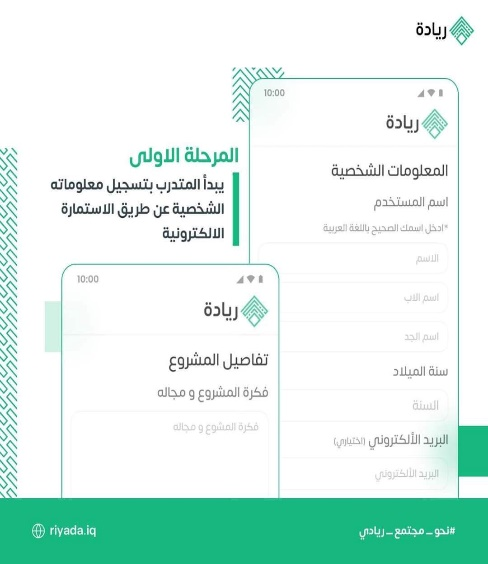 ريادة
المرحلة الاولى
يبدأ المتدرب بتسجيل معلوماته
الشخصية عن طريق الاستمارة
الالكترونية
10:00
ريادة
المعلومات الشخصية
اسم المستخدم
*ادخل اسمك الصحيح باللغة العربية
الاسم
اسم الاب
اسم الجد
سنة الميلاد
السنة
البريد الألكتروني (اختياري)
البريد الألكتروني
10:00
ريادة
تفاصيل المشروع
فكرة المشروع و مجاله
فكرة المشوع و مجاله
#نحو_مجتمع_ريادي
riyada.iq